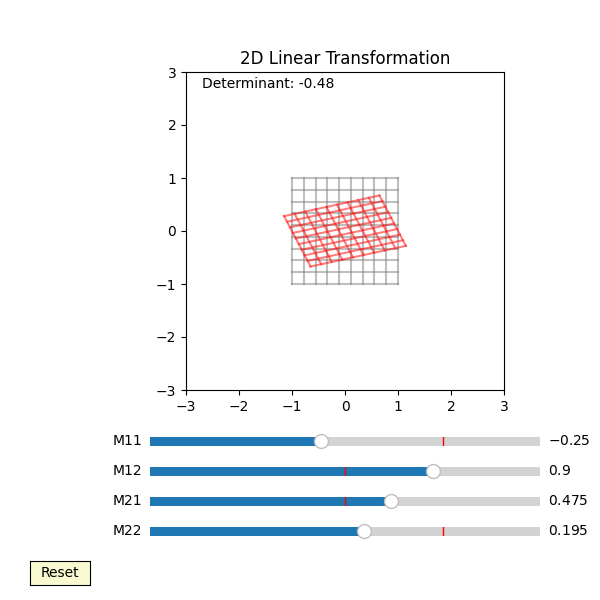 2D Linear Transformation
Determinant: -0.48
3
2
1
0
−1
−2
−3
−3 −2 −1 0 1 2 3
M11 −0.25
M12 0.9
M21 0.475
M22 0.195
Reset